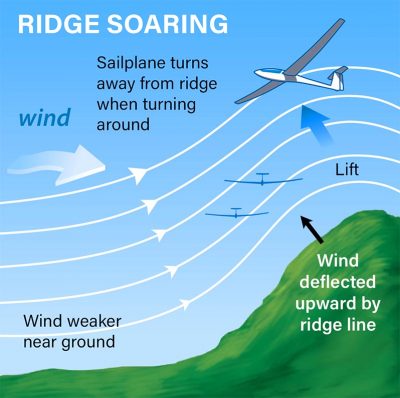 RIDGE SOARING
Sailplane turns
away from ridge
when turning
around
wind
Lift
Wind
deflected
upward by
ridge line
Wind weaker
near ground